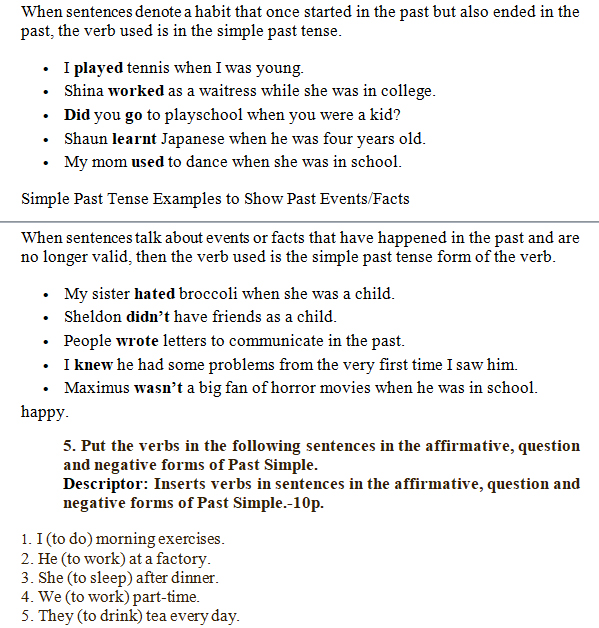 When sentences denote a habit that once started in the past but also ended in the
past, the verb used is in the simple past tense.
• I played tennis when I was young.
• Shina worked as a waitress while she was in college.
• Did you go to playschool when you were a kid?
• Shaun learnt Japanese when he was four years old.
• My mom used to dance when she was in school.
Simple Past Tense Examples to Show Past Events/Facts
When sentences talk about events or facts that have happened in the past and are
no longer valid, then the verb used is the simple past tense form of the verb.
• My sister hated broccoli when she was a child.
• Sheldon didn’t have friends as a child.
• People wrote letters to communicate in the past.
• I knew he had some problems from the very first time I saw him.
• Maximus wasn’t a big fan of horror movies when he was in school.
happy.
5. Put the verbs in the following sentences in the affirmative, question
and negative forms of Past Simple.
Descriptor: Inserts verbs in sentences in the affirmative, question and
negative forms of Past Simple.-10p.
1. I (to do) morning exercises.
2. He (to work) at a factory.
3. She (to sleep) after dinner.
4. We (to work) part-time.
5. They (to drink) tea every day.